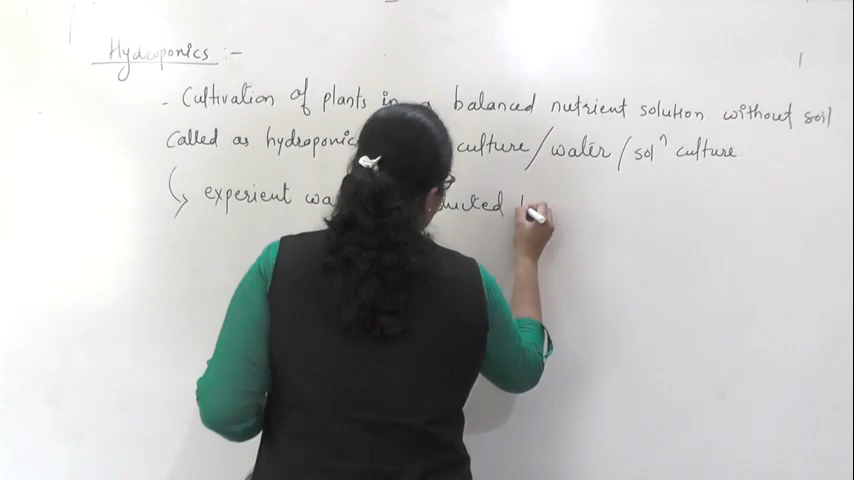 Hydroponics :-
- Cultivation of plants in a balanced nutrient solution without soil
called as hydroponic culture / water / solⁿ culture
↳ experient wa ucted